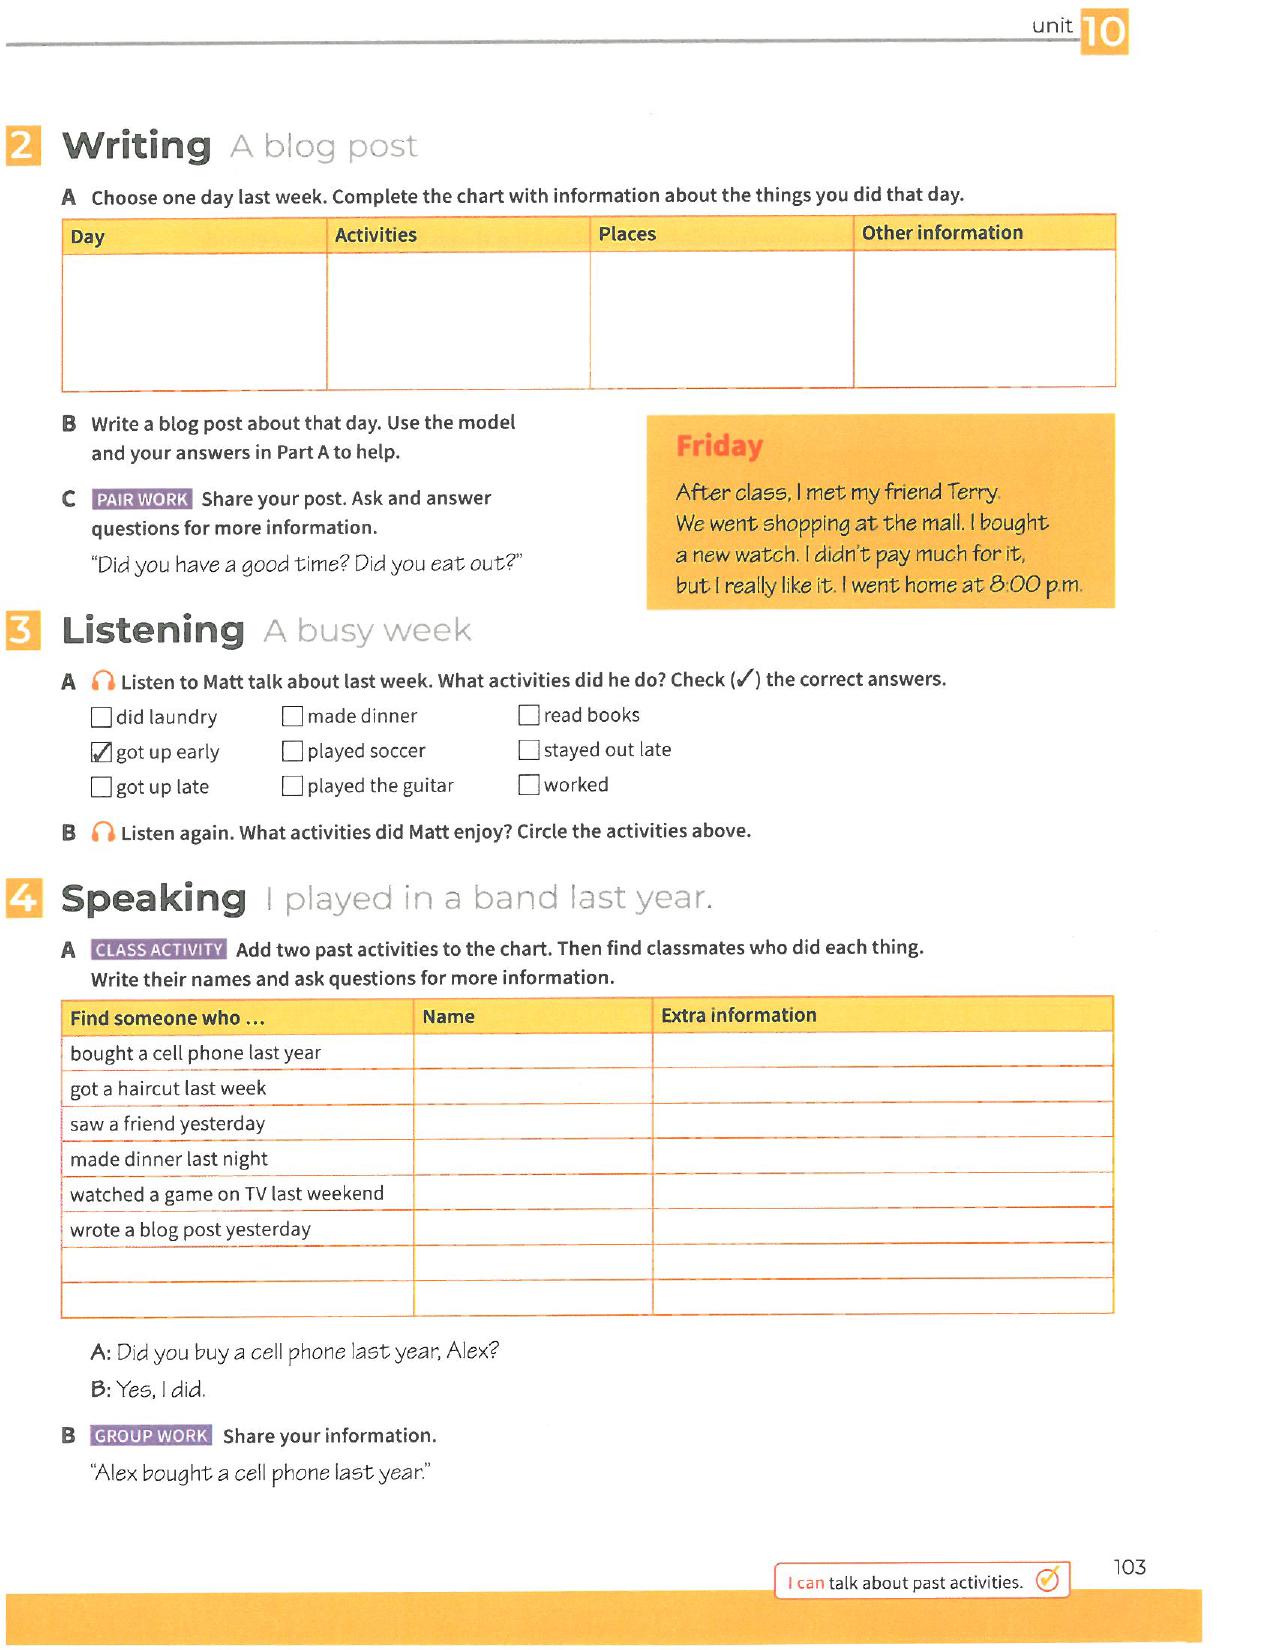 unit 10
2 Writing A blog post
A Choose one day last week. Complete the chart with information about the things you did that day.
Day Activities Places Other information
B Write a blog post about that day. Use the model
and your answers in Part A to help.
C PAIR WORK Share your post. Ask and answer
questions for more information.
"Did you have a good time? Did you eat out?"
Friday
After class, I met my friend Terry.
We went shopping at the mall. I bought
a new watch. I didn't pay much for it,
but I really like it. I went home at 8:00 p.m.
3 Listening A busy week
A Listen to Matt talk about last week. What activities did he do? Check (✓) the correct answers.
did laundry made dinner read books
got up early played soccer stayed out late
got up late played the guitar worked
B Listen again. What activities did Matt enjoy? Circle the activities above.
4 Speaking I played in a band last year.
A CLASS ACTIVITY Add two past activities to the chart. Then find classmates who did each thing.
Write their names and ask questions for more information.
Find someone who ... Name Extra information
bought a cell phone last year
got a haircut last week
saw a friend yesterday
made dinner last night
watched a game on TV last weekend
wrote a blog post yesterday
A: Did you buy a cell phone last year, Alex?
B: Yes, I did.
B GROUP WORK Share your information.
"Alex bought a cell phone last year."
I can talk about past activities.
103